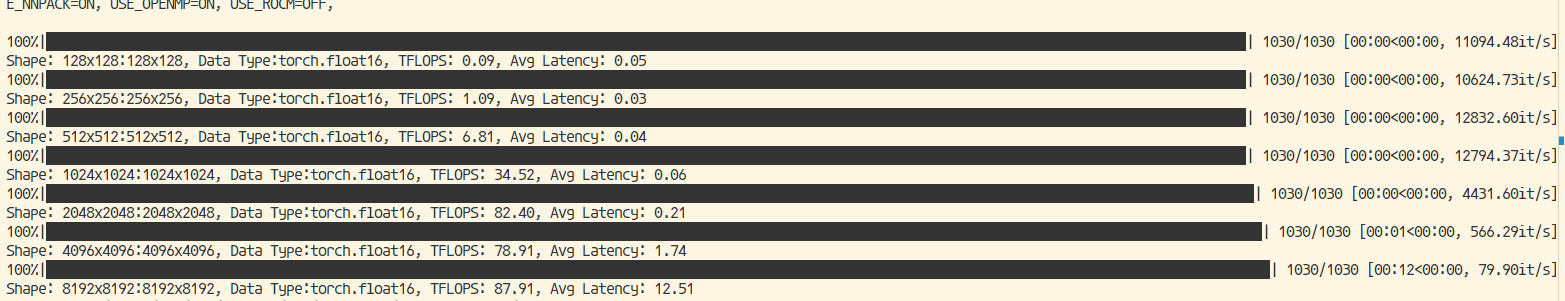 E_NNPACK=ON, USE_OPENMP=ON, USE_ROCM=OFF,
100%| | 1030/1030 [00:00<00:00, 11094.48it/s]
Shape: 128x128:128x128, Data Type:torch.float16, TFLOPS: 0.09, Avg Latency: 0.05
100%| | 1030/1030 [00:00<00:00, 10624.73it/s]
Shape: 256x256:256x256, Data Type:torch.float16, TFLOPS: 1.09, Avg Latency: 0.03
100%| | 1030/1030 [00:00<00:00, 12832.60it/s]
Shape: 512x512:512x512, Data Type:torch.float16, TFLOPS: 6.81, Avg Latency: 0.04
100%| | 1030/1030 [00:00<00:00, 12794.37it/s]
Shape: 1024x1024:1024x1024, Data Type:torch.float16, TFLOPS: 34.52, Avg Latency: 0.06
100%| | 1030/1030 [00:00<00:00, 4431.60it/s]
Shape: 2048x2048:2048x2048, Data Type:torch.float16, TFLOPS: 82.40, Avg Latency: 0.21
100%| | 1030/1030 [00:01<00:00, 566.29it/s]
Shape: 4096x4096:4096x4096, Data Type:torch.float16, TFLOPS: 78.91, Avg Latency: 1.74
100%| | 1030/1030 [00:12<00:00, 79.90it/s]
Shape: 8192x8192:8192x8192, Data Type:torch.float16, TFLOPS: 87.91, Avg Latency: 12.51